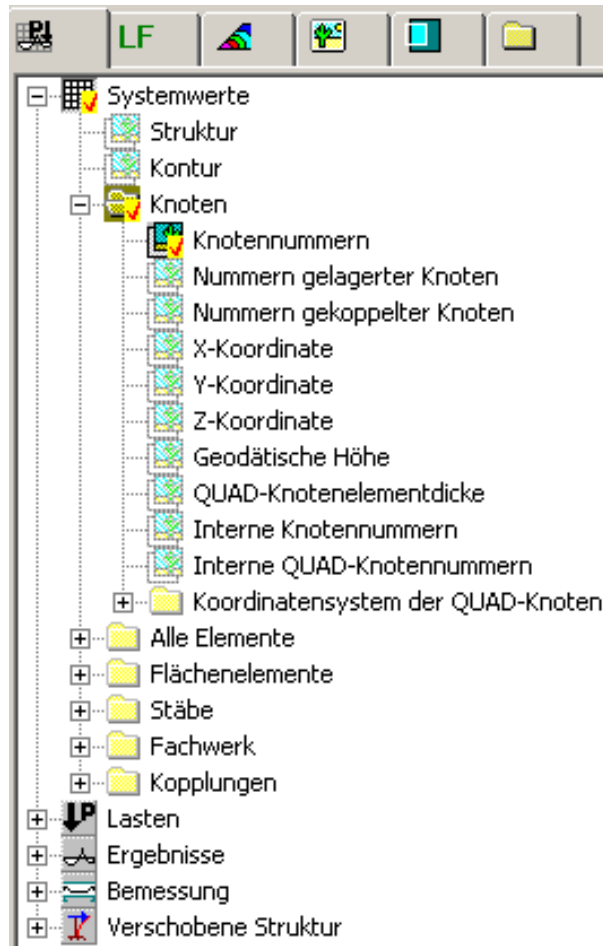 LF
Systemwerte
Struktur
Kontur
Knoten
Knotennummern
Nummern gelagerter Knoten
Nummern gekoppelter Knoten
X-Koordinate
Y-Koordinate
Z-Koordinate
Geodätische Höhe
QUAD-Knotenelementdicke
Interne Knotennummern
Interne QUAD-Knotennummern
Koordinatensystem der QUAD-Knoten
Alle Elemente
Flächenelemente
Stäbe
Fachwerk
Kopplungen
P Lasten
Ergebnisse
Bemessung
Verschobene Struktur